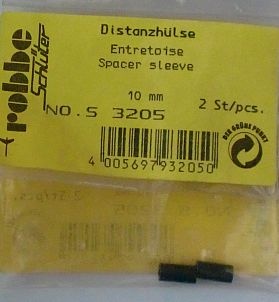 robbe
Schlüter
Distanzhülse
Entretoise
Spacer sleeve
10 mm
2 St/pcs.
NO.S 3205
DER GRÜNE PUNKT
4 005697 932050